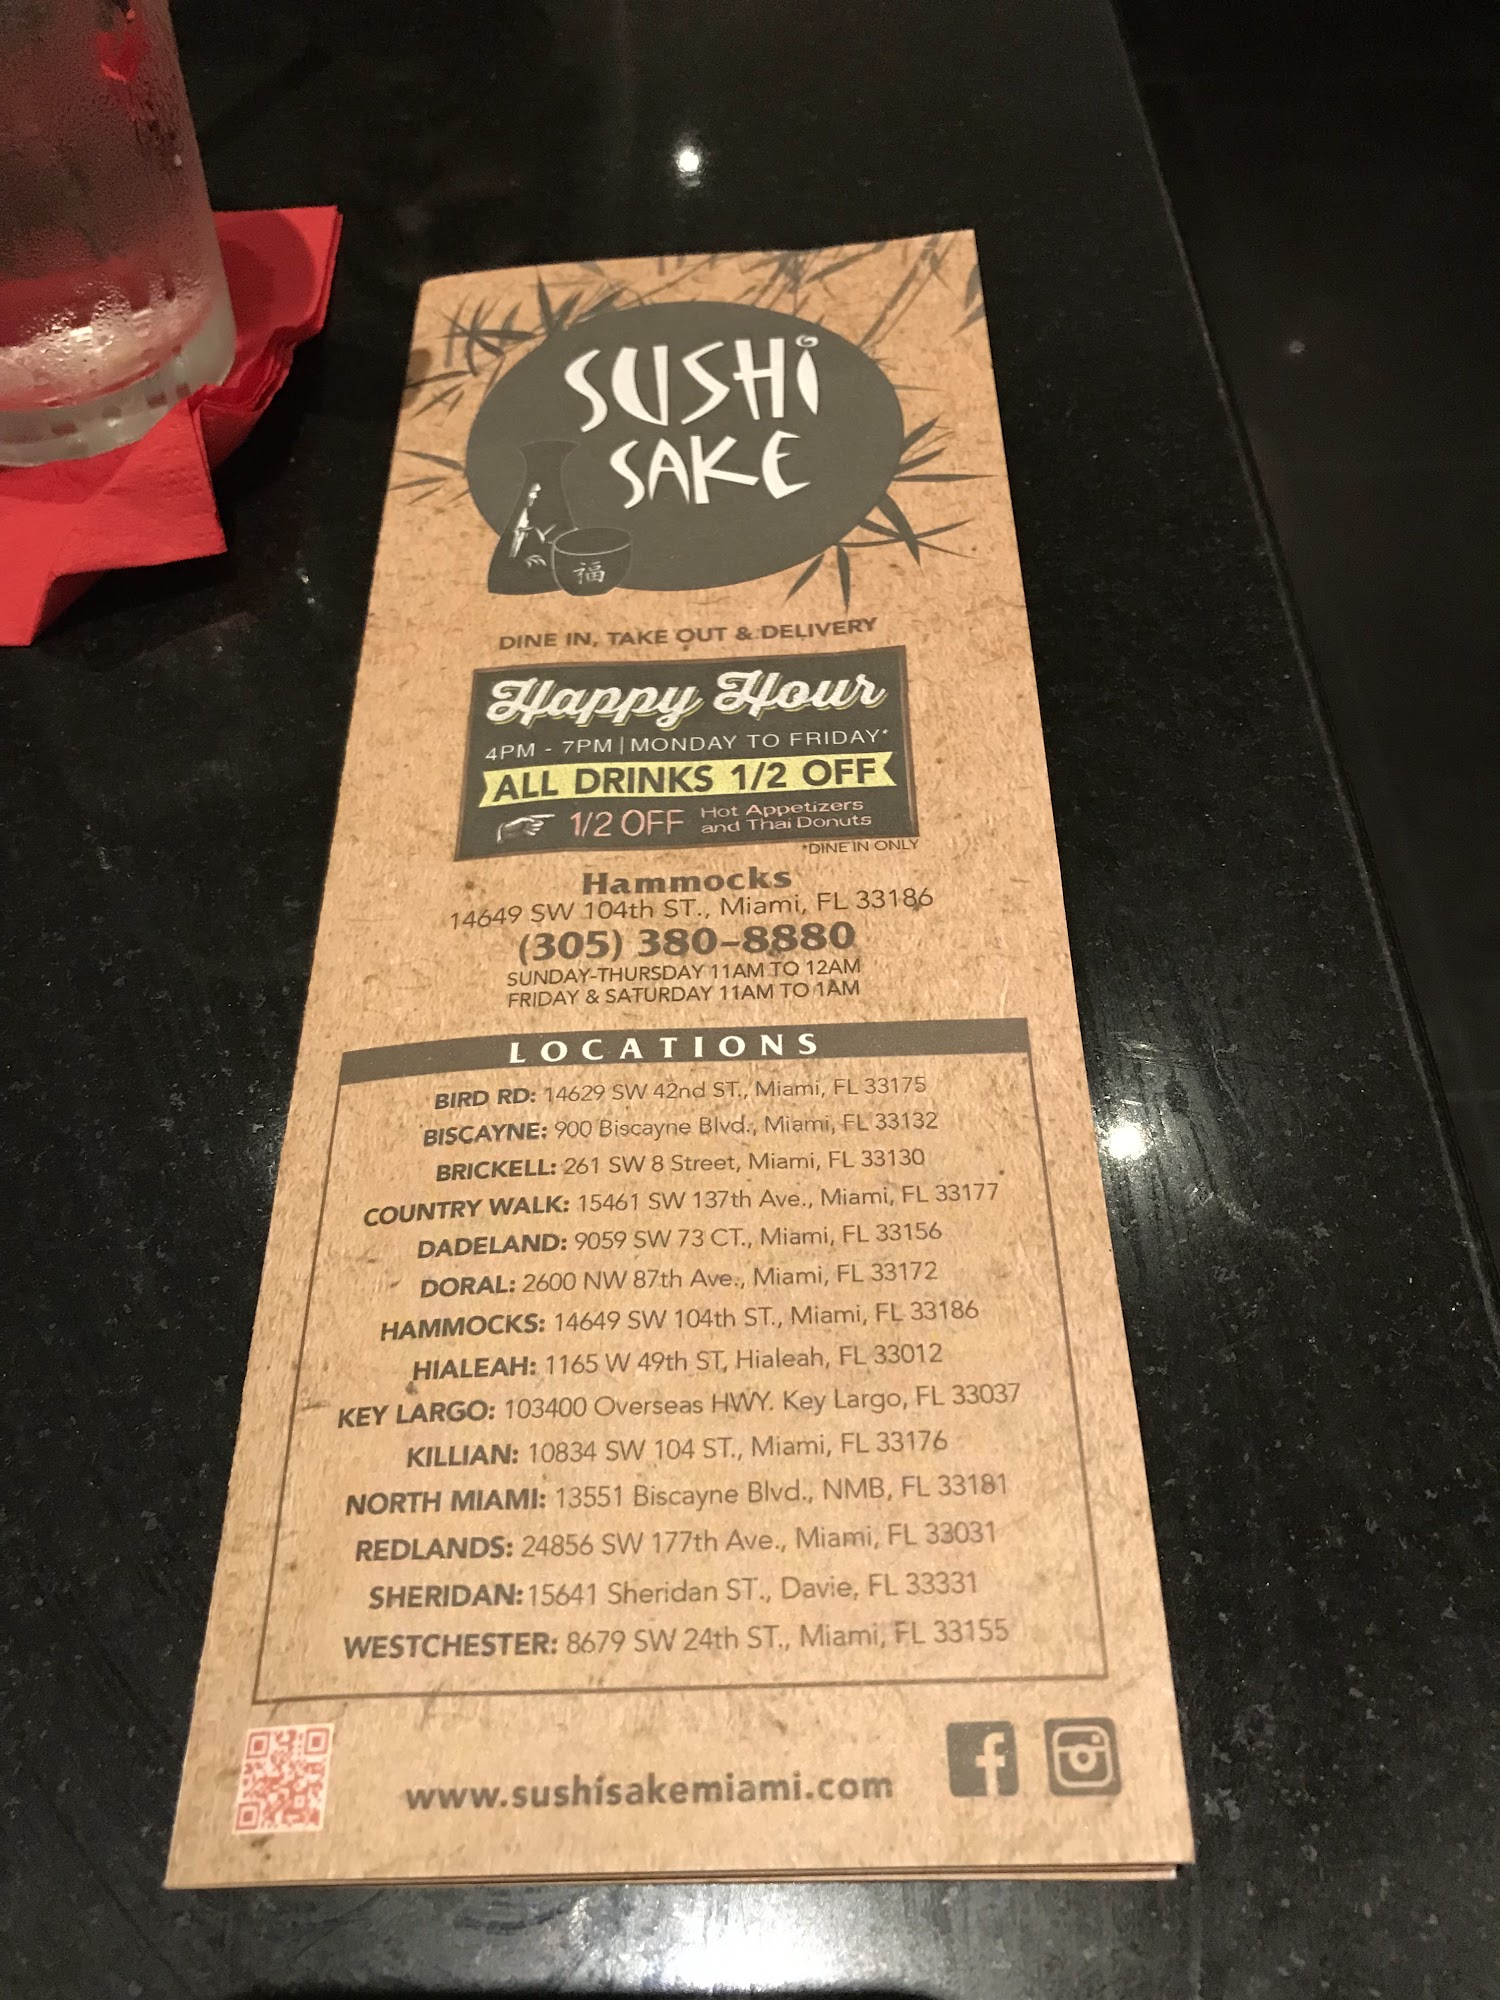 SUSHi
SAKE
福
DINE IN, TAKE OUT & DELIVERY
Happy Hour
4PM - 7PM | MONDAY TO FRIDAY*
ALL DRINKS 1/2 OFF
1/2 OFF Hot Appetizers
and Thai Donuts
*DINE IN ONLY
Hammocks
14649 SW 104th ST., Miami, FL 33186
(305) 380-8880
SUNDAY-THURSDAY 11AM TO 12AM
FRIDAY & SATURDAY 11AM TO 1AM
LOCATIONS
BIRD RD: 14629 SW 42nd ST., Miami, FL 33175
BISCAYNE: 900 Biscayne Blvd., Miami, FL 33132
BRICKELL: 261 SW 8 Street, Miami, FL 33130
COUNTRY WALK: 15461 SW 137th Ave., Miami, FL 33177
DADELAND: 9059 SW 73 CT., Miami, FL 33156
DORAL: 2600 NW 87th Ave., Miami, FL 33172
HAMMOCKS: 14649 SW 104th ST., Miami, FL 33186
HIALEAH: 1165 W 49th ST, Hialeah, FL 33012
KEY LARGO: 103400 Overseas HWY. Key Largo, FL 33037
KILLIAN: 10834 SW 104 ST., Miami, FL 33176
NORTH MIAMI: 13551 Biscayne Blvd., NMB, FL 33181
REDLANDS: 24856 SW 177th Ave., Miami, FL 33031
SHERIDAN: 15641 Sheridan ST., Davie, FL 33331
WESTCHESTER: 8679 SW 24th ST., Miami, FL 33155
www.sushisakemiami.com